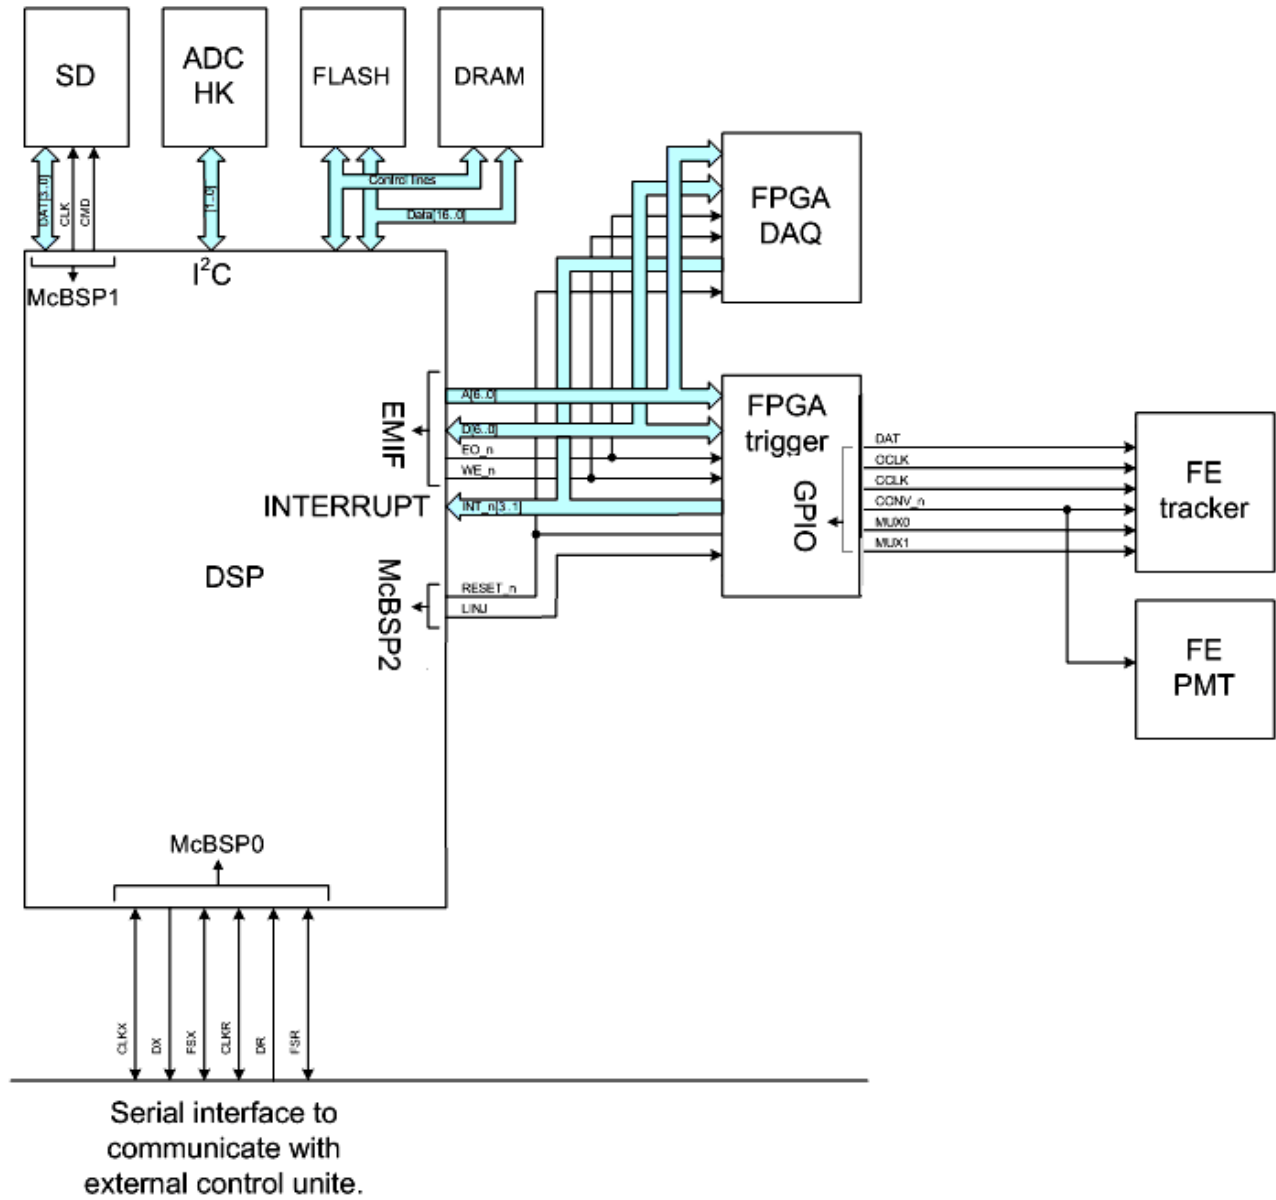 SD
ADC
HK
FLASH
DRAM
DAT[3..0]
CLK
CMD
[1..0]
Control lines
Data[16..0]
FPGA
DAQ
I²C
McBSP1
EMIF
A[6..0]
D[6..0]
EO_n
WE_n
INTERRUPT
INT_n[3..1]
DSP
McBSP2
RESET_n
LINJ
FPGA
trigger
GPIO
DAT
OCLK
OCLK
CONV_n
MUX0
MUX1
FE
tracker
FE
PMT
McBSP0
CLKX
DX
FSX
CLKR
DR
FSR
Serial interface to
communicate with
external control unite.